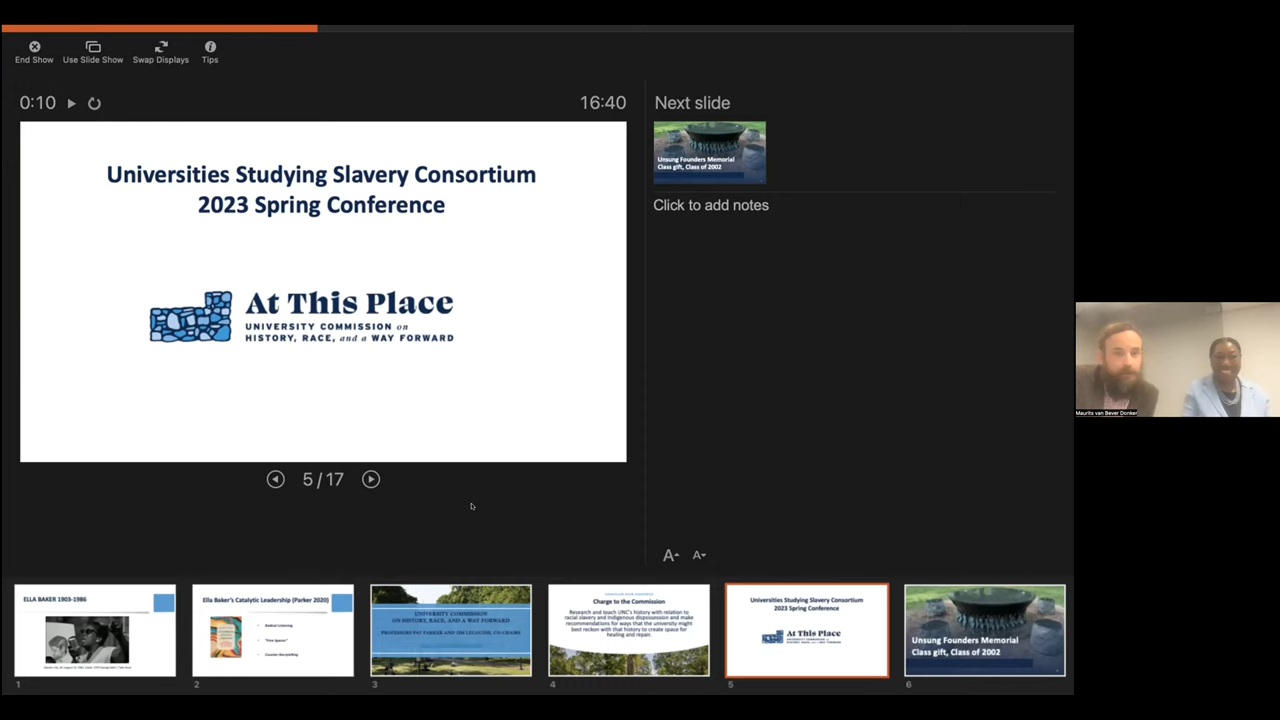 End Show
Use Slide Show
Swap Displays
Tips
0:10
16:40
Next slide
Universities Studying Slavery Consortium
2023 Spring Conference
At This Place
UNIVERSITY COMMISSION on
HISTORY, RACE, and a WAY FORWARD
Unsung Founders Memorial
Class gift, Class of 2002
Click to add notes
5 / 17
A
A
Maurits van Bever Donker
ELLA BAKER 1903-1986
1
Ella Baker's Catalytic Leadership (Parker 2020)
Radical Listening
"Free Spaces"
Counter-Storytelling
2
UNIVERSITY COMMISSION
ON HISTORY, RACE, AND A WAY FORWARD
PROFESSORS PAT PARKER AND JIM LELOUDIS, CO-CHAIRS
3
Charge to the Commission
Research and teach UNC's history with relation to
racial slavery and Indigenous dispossession and make
recommendations for ways that the university might
best reckon with that history to create space for
healing and repair
4
Universities Studying Slavery Consortium
2023 Spring Conference
At This Place
5
Unsung Founders Memorial
Class gift, Class of 2002
6